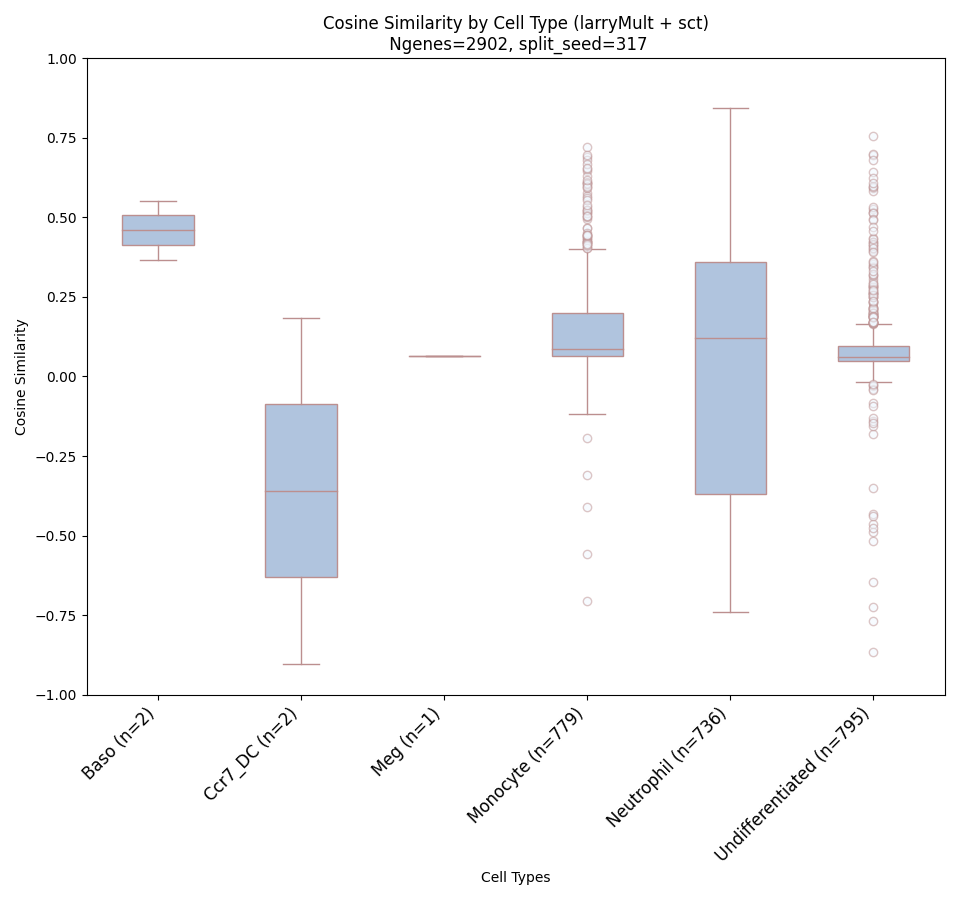 Cosine Similarity by Cell Type (larryMult + sct)
Ngenes=2902, split_seed=317
Cosine Similarity
1.00
0.75
0.50
0.25
0.00
−0.25
−0.50
−0.75
−1.00
Baso (n=2)
Ccr7_DC (n=2)
Meg (n=1)
Monocyte (n=779)
Neutrophil (n=736)
Undifferentiated (n=795)
Cell Types